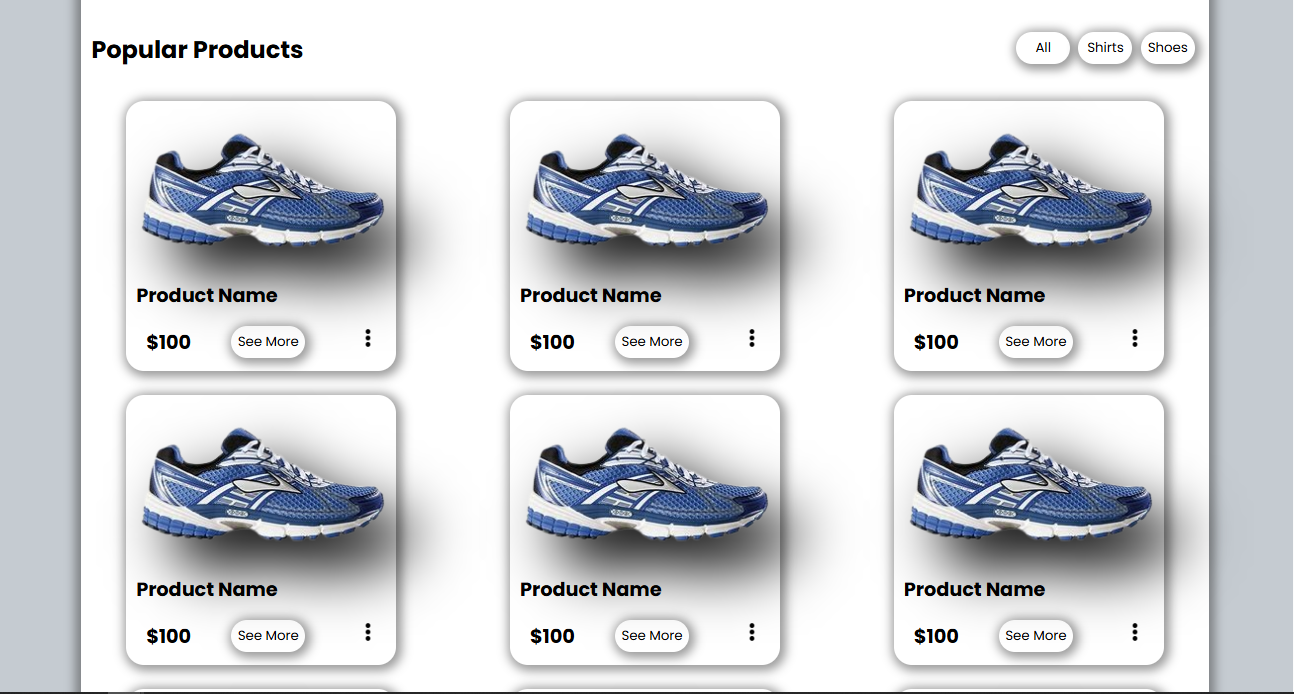 Popular Products
All Shirts Shoes
Product Name Product Name Product Name
$100 See More $100 See More $100 See More
Product Name Product Name Product Name
$100 See More $100 See More $100 See More